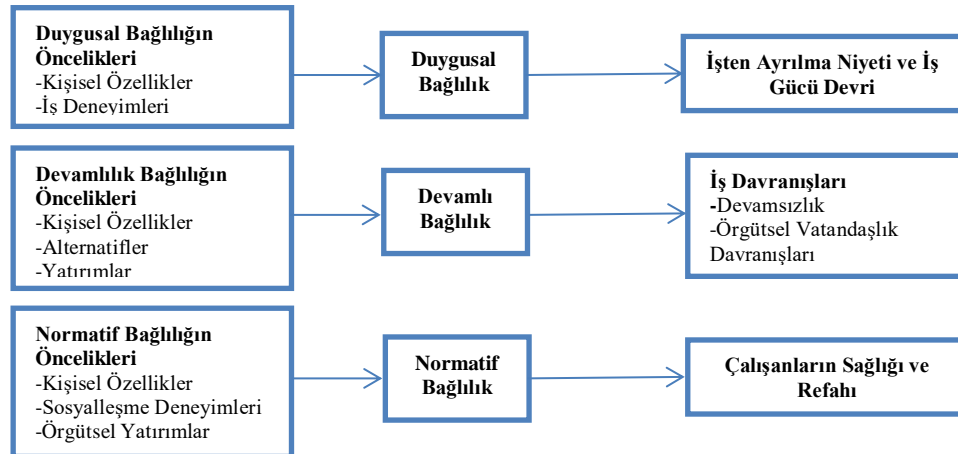 Duygusal Bağlılığın
Öncelikleri
-Kişisel Özellikler
-İş Deneyimleri
Duygusal
Bağlılık
İşten Ayrılma Niyeti ve İş
Gücü Devri
Devamlılık Bağlılığın
Öncelikleri
-Kişisel Özellikler
-Alternatifler
-Yatırımlar
Devamlı
Bağlılık
İş Davranışları
-Devamsızlık
-Örgütsel Vatandaşlık
Davranışları
Normatif Bağlılığın
Öncelikleri
-Kişisel Özellikler
-Sosyalleşme Deneyimleri
-Örgütsel Yatırımlar
Normatif
Bağlılık
Çalışanların Sağlığı ve
Refahı